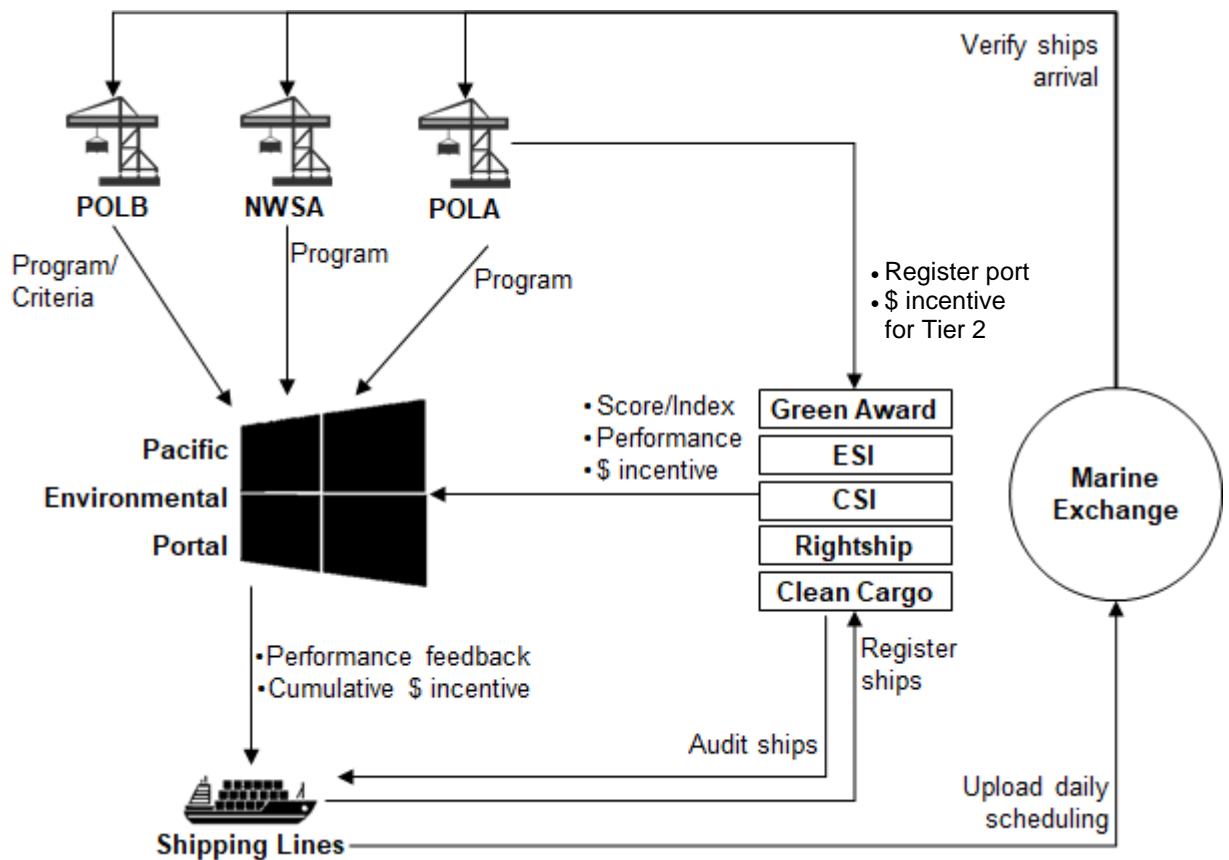 Verify ships
arrival
POLB
NWSA
POLA
Program/
Criteria
Program
Program
• Register port
• $ incentive
for Tier 2
• Score/Index
• Performance
• $ incentive
Green Award
ESI
CSI
Rightship
Clean Cargo
Marine
Exchange
Pacific
Environmental
Portal
•Performance feedback
•Cumulative $ incentive
Register
ships
Audit ships
Upload daily
scheduling
Shipping Lines